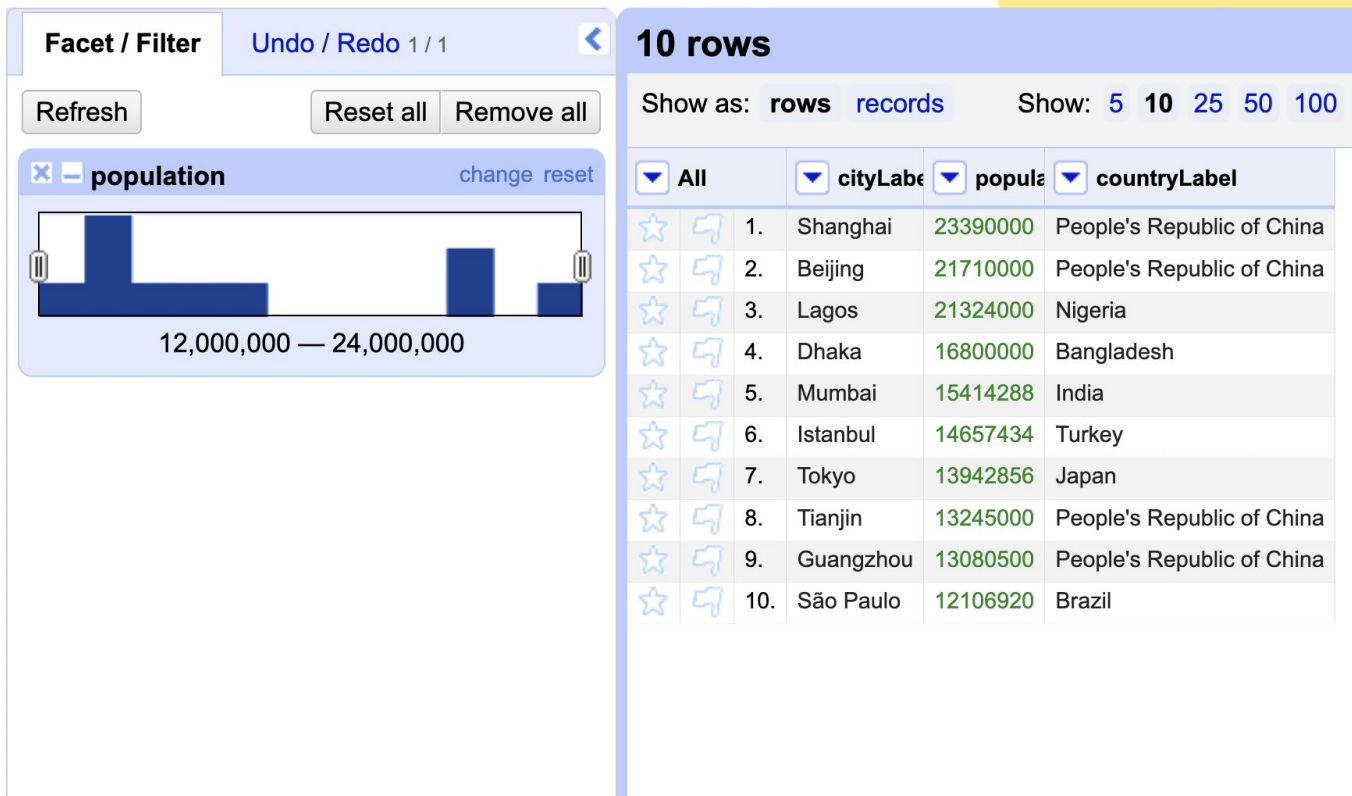 Facet / Filter Undo / Redo 1 / 1
Refresh Reset all Remove all
population change reset
12,000,000 — 24,000,000
10 rows
Show as: rows records Show: 5 10 25 50 100
All cityLabe popula countryLabel
1. Shanghai 23390000 People's Republic of China
2. Beijing 21710000 People's Republic of China
3. Lagos 21324000 Nigeria
4. Dhaka 16800000 Bangladesh
5. Mumbai 15414288 India
6. Istanbul 14657434 Turkey
7. Tokyo 13942856 Japan
8. Tianjin 13245000 People's Republic of China
9. Guangzhou 13080500 People's Republic of China
10. São Paulo 12106920 Brazil